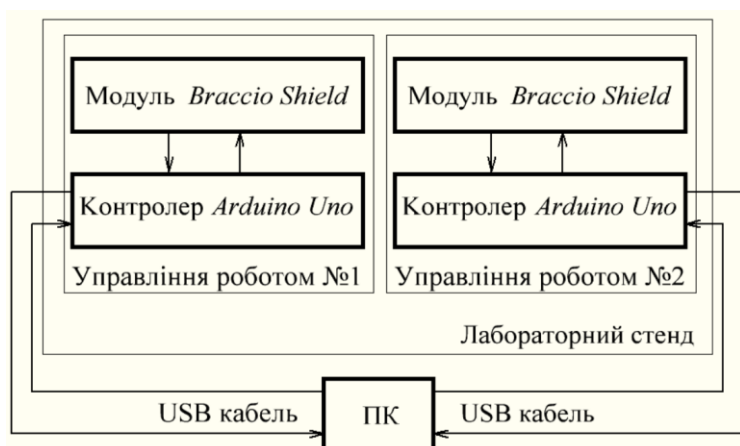 Модуль Braccio Shield
Модуль Braccio Shield
Контролер Arduino Uno
Контролер Arduino Uno
Управління роботом №1
Управління роботом №2
Лабораторний стенд
USB кабель
ПК
USB кабель